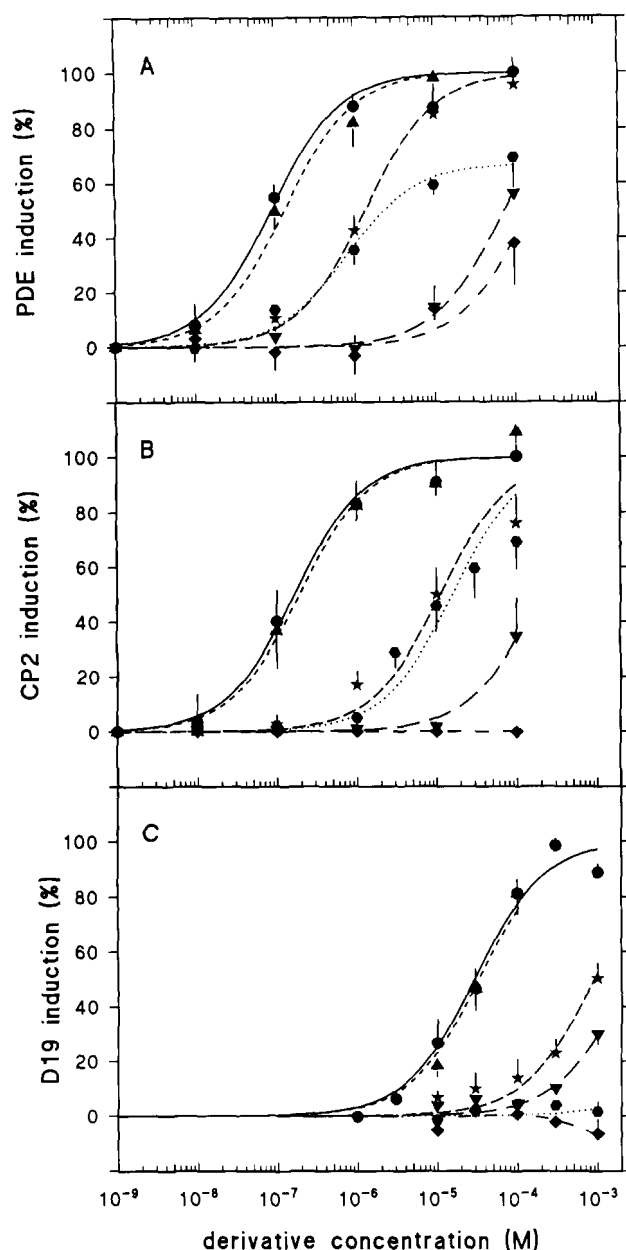 A
PDE induction (%)
100
80
60
40
20
0
B
CP2 induction (%)
100
80
60
40
20
0
C
D19 induction (%)
100
80
60
40
20
0
10⁻⁹ 10⁻⁸ 10⁻⁷ 10⁻⁶ 10⁻⁵ 10⁻⁴ 10⁻³
derivative concentration (M)